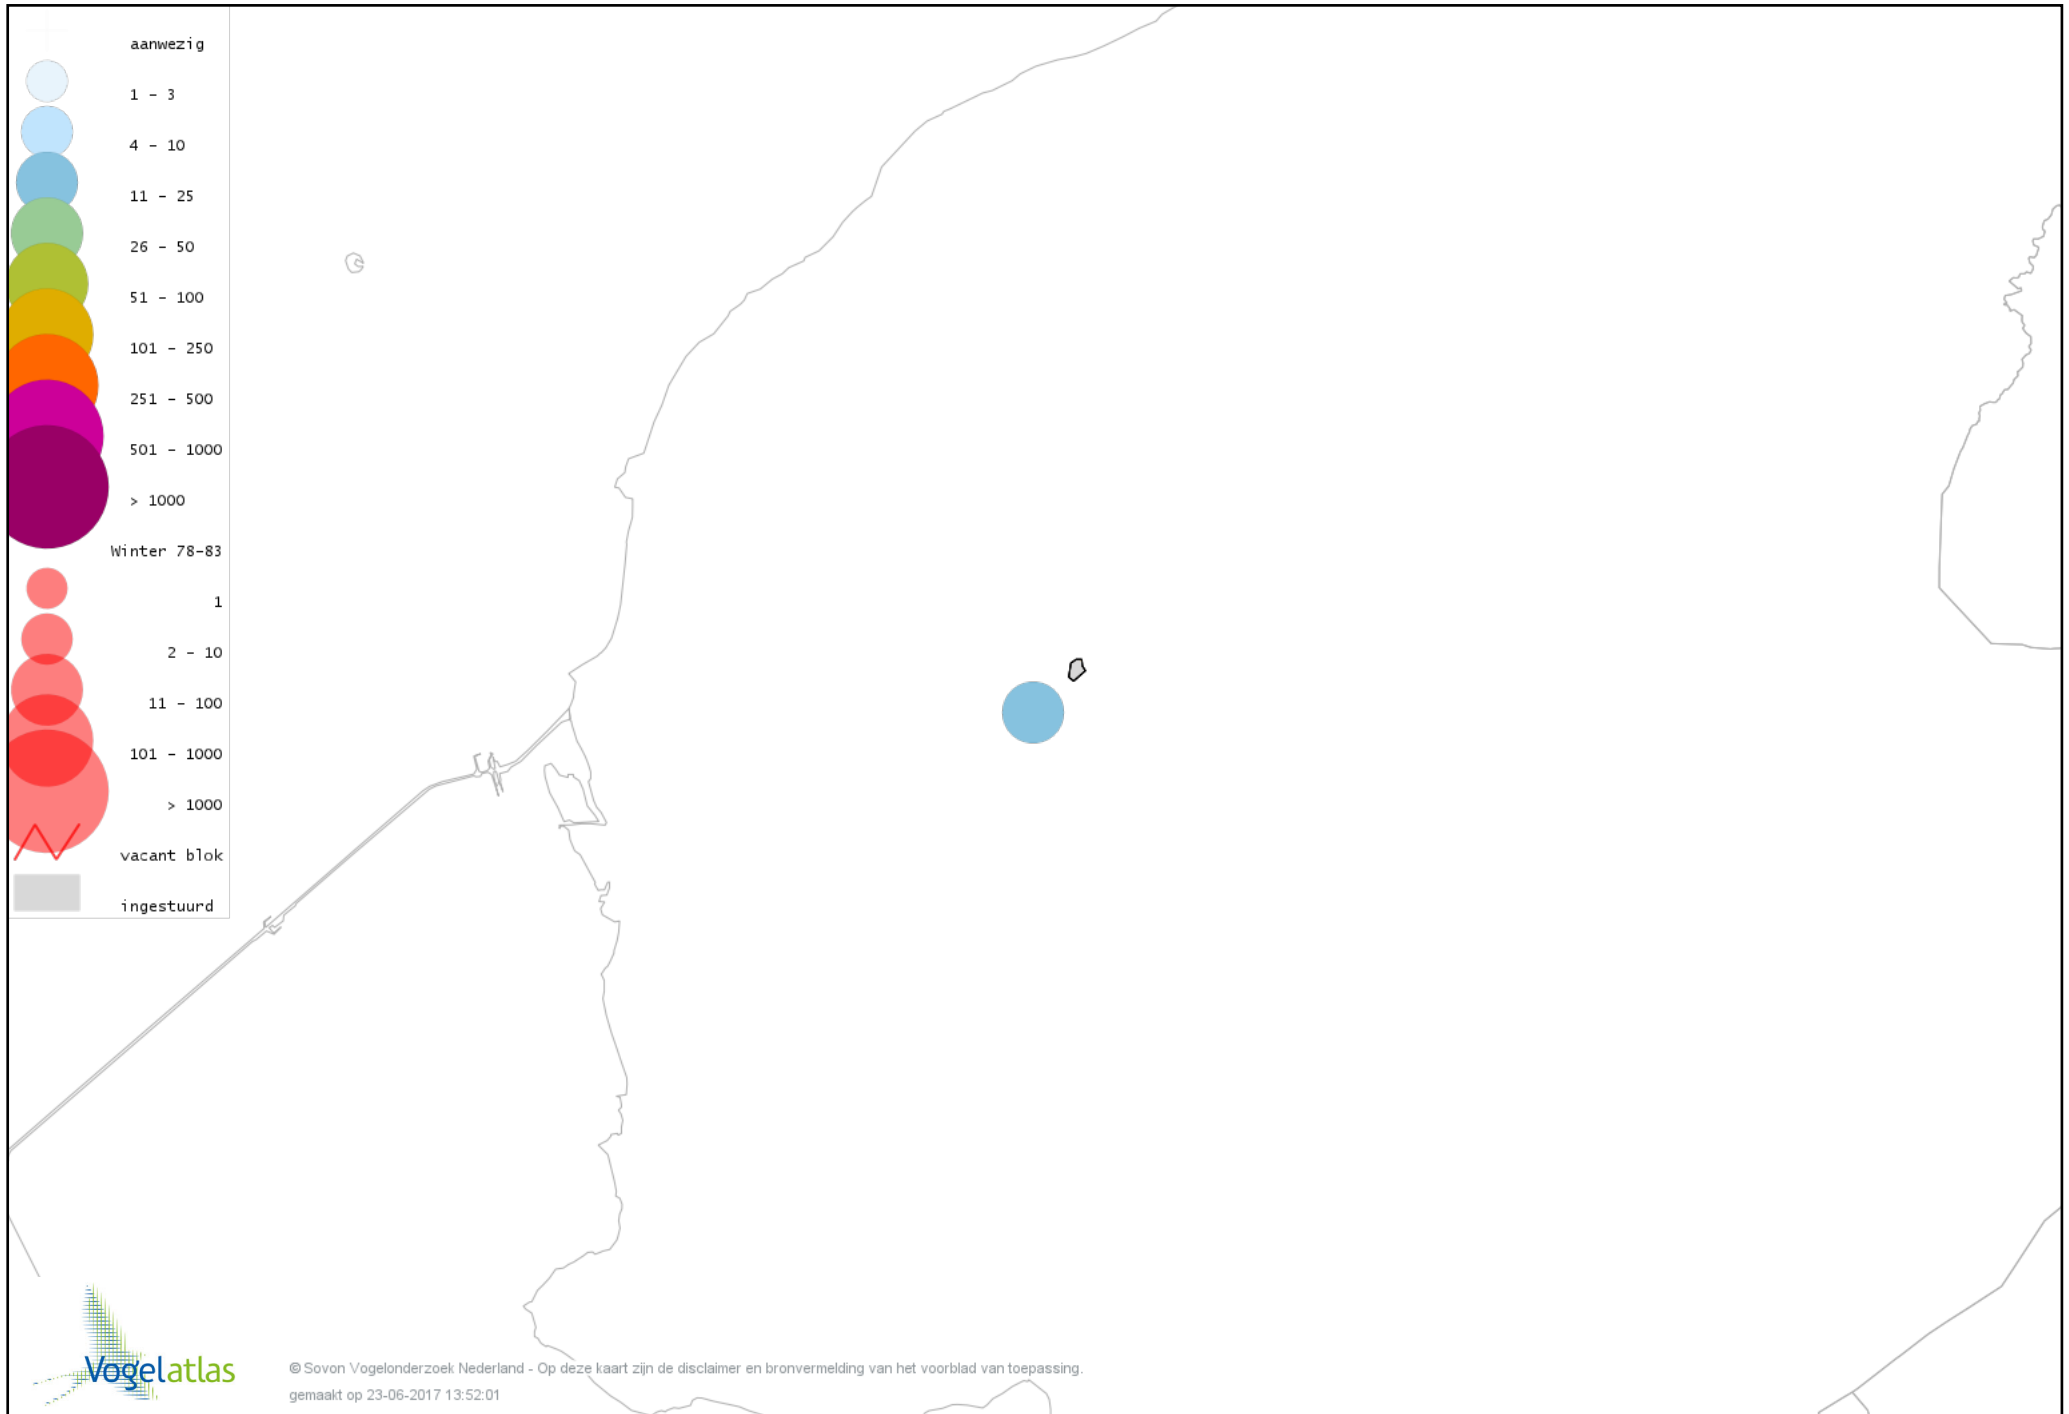 aanwezig
1 - 3
4 - 10
11 - 25
26 - 50
51 - 100
101 - 250
251 - 500
501 - 1000
> 1000
Winter 78-83
1
2 - 10
11 - 100
101 - 1000
> 1000
vacant blok
ingestuurd
Vogelatlas
© Sovon Vogelonderzoek Nederland - Op deze kaart zijn de disclaimer en bronvermelding van het voorblad van toepassing.
gemaakt op 23-06-2017 13:52:01